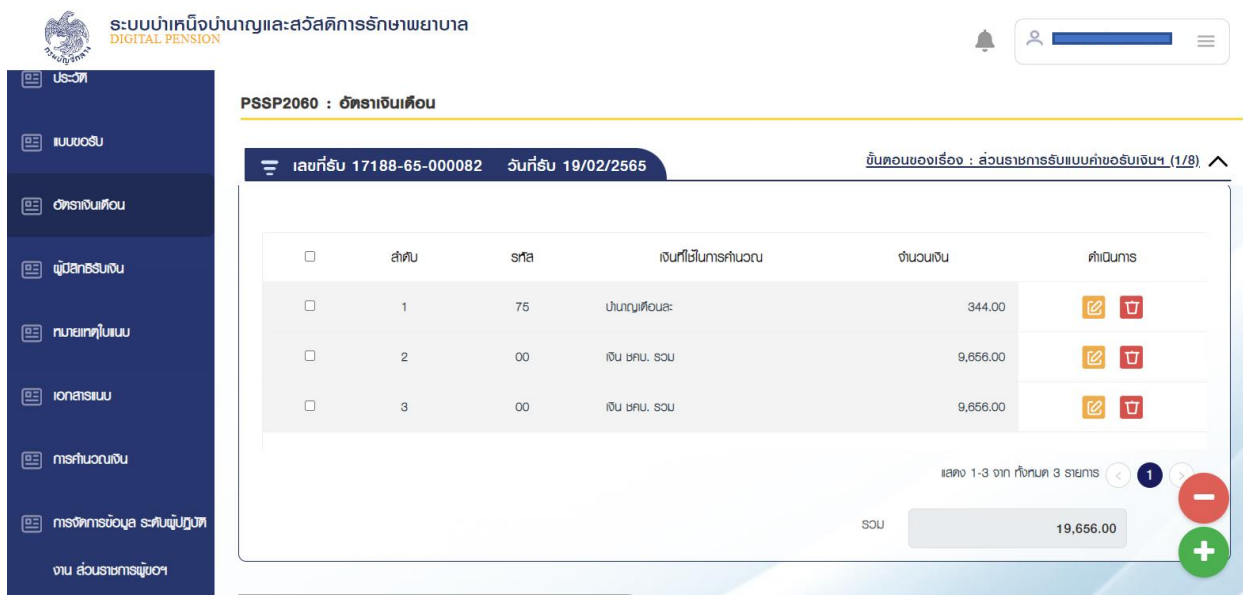 ระบบบำเหน็จบำนาญและสวัสดิการรักษาพยาบาล
DIGITAL PENSION
กรมบัญชีกลาง
ประวัติ
แบบขอรับ
อัตราเงินเดือน
ผู้มีสิทธิรับเงิน
หมายเหตุใบแนบ
เอกสารแนบ
การคำนวณเงิน
การจัดการข้อมูล ระดับผู้ปฏิบัติ
งาน ส่วนราชการผู้ขอฯ
PSSP2060 : อัตราเงินเดือน
เลขที่รับ 17188-65-000082 วันที่รับ 19/02/2565
ขั้นตอนของเรื่อง : ส่วนราชการรับแบบคำขอรับเงินฯ (1/8)
ลำดับ รหัส เงินที่ใช้ในการคำนวณ จำนวนเงิน ดำเนินการ
1 75 บำนาญเดือนละ 344.00
2 00 เงิน ชคบ. รวม 9,656.00
3 00 เงิน ชคบ. รวม 9,656.00
แสดง 1-3 จาก ทั้งหมด 3 รายการ < 1 >
รวม 19,656.00